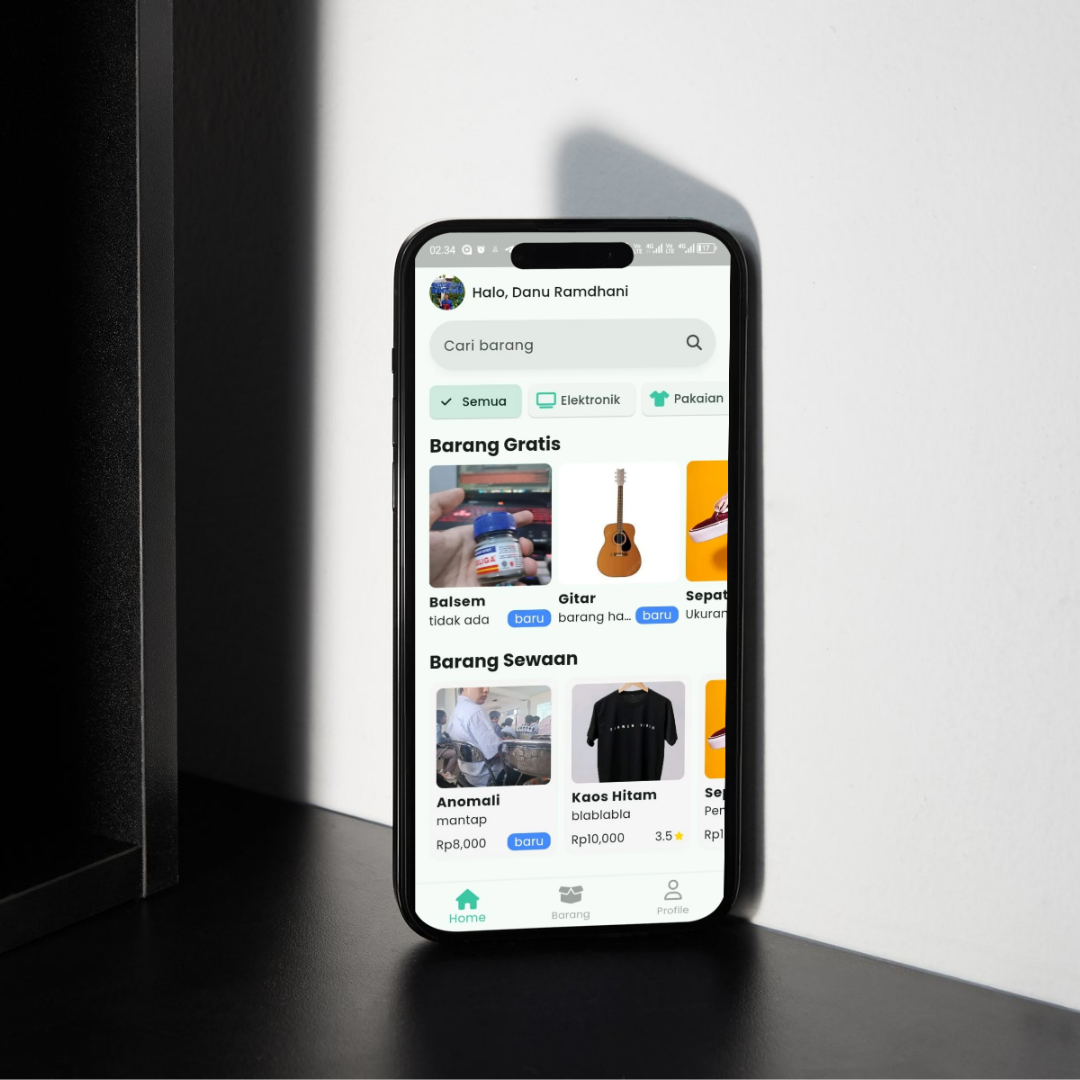 02.34
17
Halo, Danu Ramdhani
Cari barang
Semua
Elektronik
Pakaian
Barang Gratis
Balsem
tidak ada
baru
Gitar
barang ha...
baru
Sepat
Ukuran
Barang Sewaan
Anomali
mantap
Rp8,000
baru
Kaos Hitam
blablabla
Rp10,000
3.5
Sep
Pen
Rp1
Home
Barang
Profile